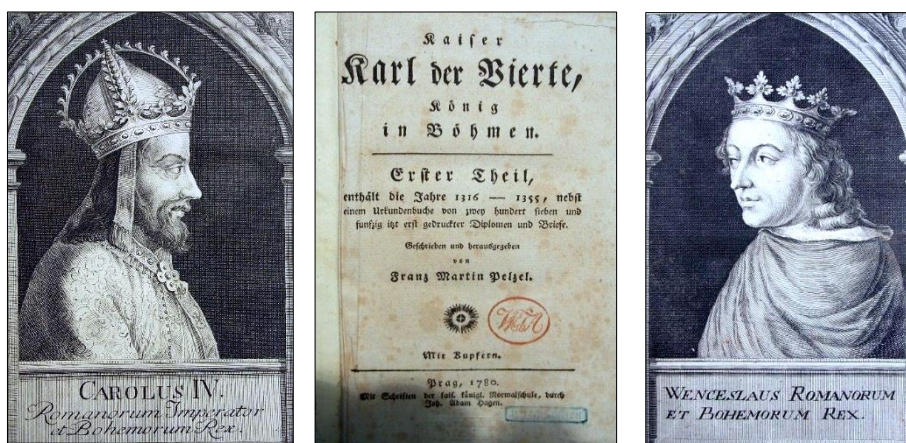 CAROLUS IV.
Romanorum Imperator
et Bohemorum Rex.
Kaiser
Karl der Vierte,
König
in Böhmen.
Erster Theil,
enthält die Jahre 1316 — 1355, nebst
einem Urkundenbuche von zwey hundert sieben und
funfzig itzt erst gedruckter Diplomen und Briefe.
Geschrieben und herausgegeben
von
Franz Martin Pelzel.
Mit Kupfern.
Prag, 1780.
Mit Schriften der kais. königl. Normalschule, durch
Joh. Adam Hagen.
WENCESLAUS ROMANORUM
ET BOHEMORUM REX.